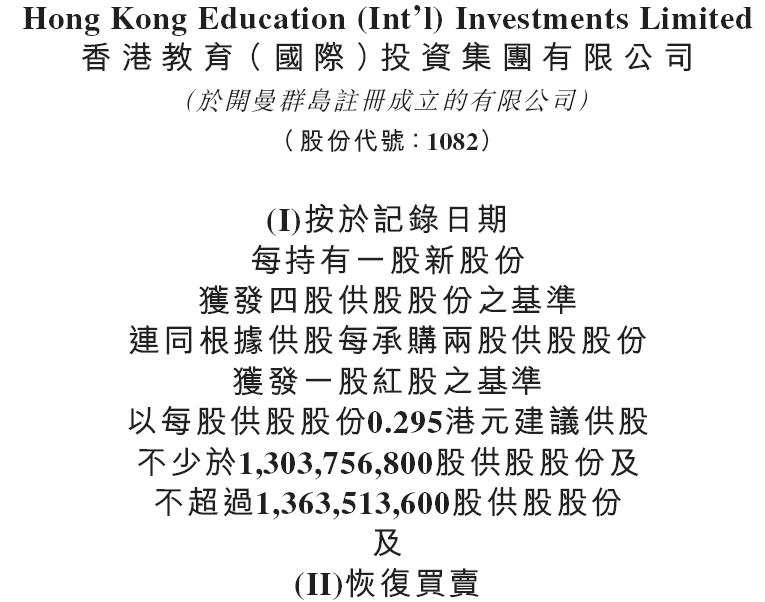 Hong Kong Education (Int’l) Investments Limited
香港教育(國際)投資集團有限公司
(於開曼群島註冊成立的有限公司)
(股份代號：1082)
(I)按於記錄日期
每持有一股新股份
獲發四股供股股份之基準
連同根據供股每承購兩股供股股份
獲發一股紅股之基準
以每股供股股份0.295港元建議供股
不少於1,303,756,800股供股股份及
不超過1,363,513,600股供股股份
及
(II)恢復買賣